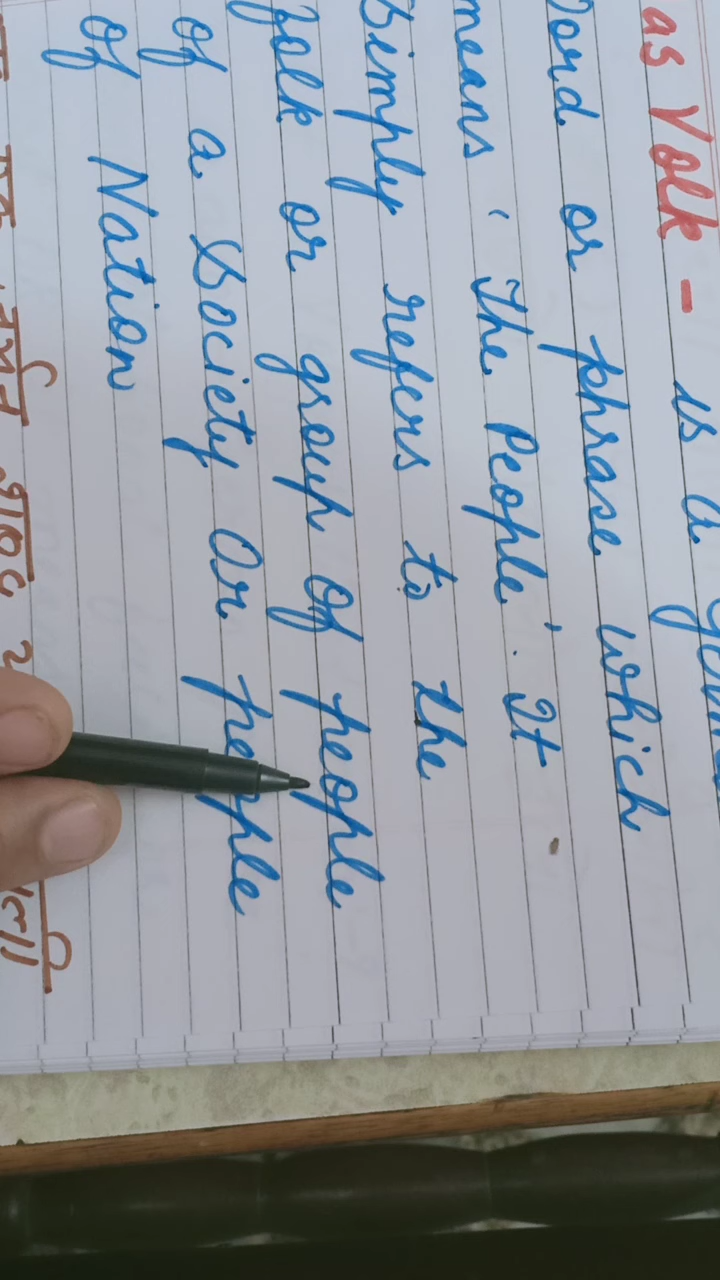 as Volk - is a
Word or phrase which
means ' The People'. It
Simply refers to the
folk or group Of people
of a Society Or people
of Nation